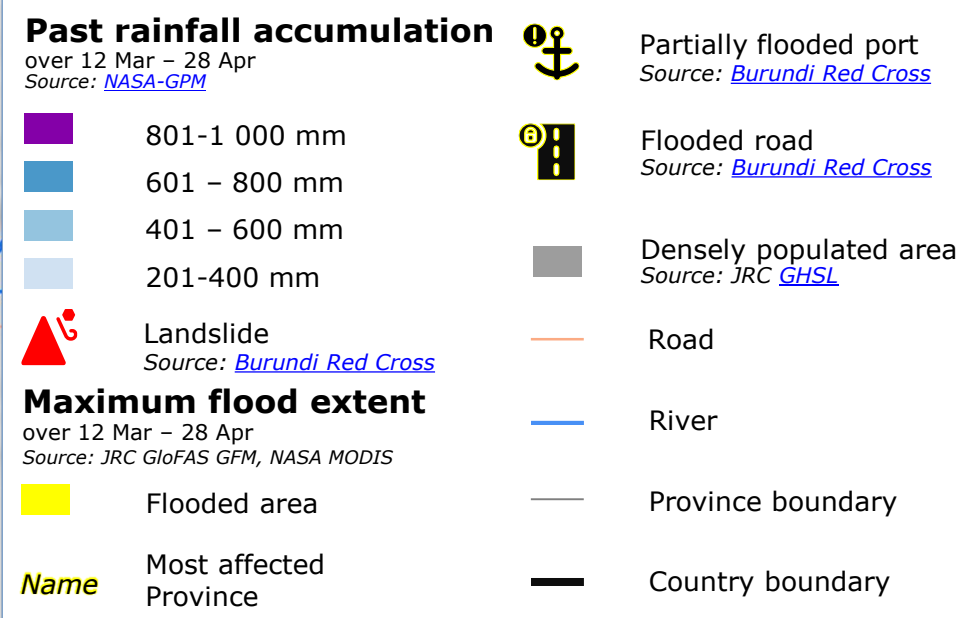 Past rainfall accumulation
over 12 Mar – 28 Apr
Source: NASA-GPM
801-1 000 mm
601 – 800 mm
401 – 600 mm
201-400 mm
Landslide
Source: Burundi Red Cross
Maximum flood extent
over 12 Mar – 28 Apr
Source: JRC GloFAS GFM, NASA MODIS
Flooded area
Name
Most affected
Province
Partially flooded port
Source: Burundi Red Cross
Flooded road
Source: Burundi Red Cross
Densely populated area
Source: JRC GHSL
Road
River
Province boundary
Country boundary